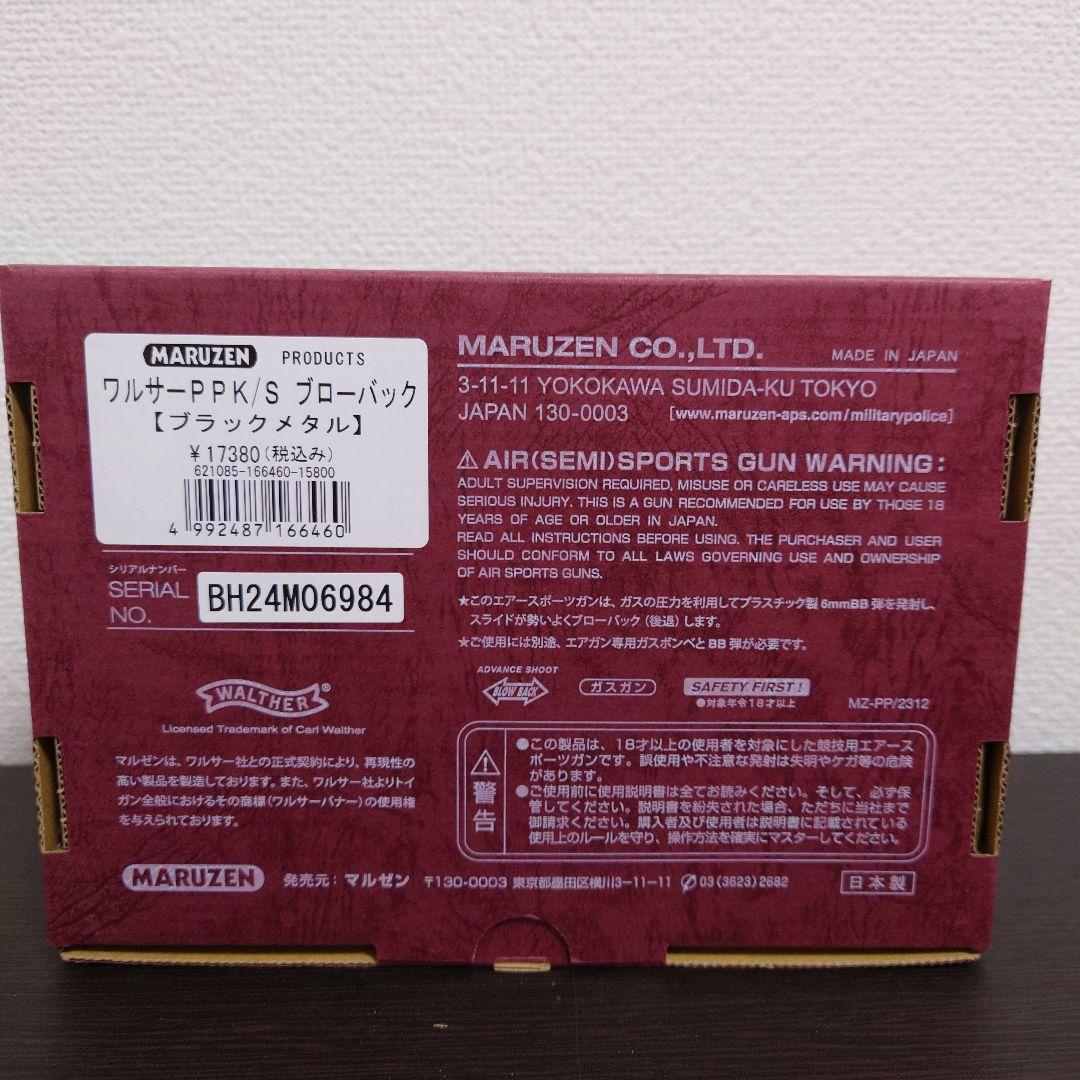 MARUZEN PRODUCTS
ワルサーPPK/S ブローバック
【ブラックメタル】
¥17380(税込み)
621085-166460-15800
4 992487 166460
シリアルナンバー
SERIAL
NO.
BH24M06984
WALTHER®
Licensed Trademark of Carl Walther
マルゼンは、ワルサー社との正式契約により、再現性の
高い製品を製造しております。また、ワルサー社よりトイ
ガン全般におけるその商標(ワルサーバナー)の使用権
を与えられております。
MARUZEN CO.,LTD. MADE IN JAPAN
3-11-11 YOKOKAWA SUMIDA-KU TOKYO
JAPAN 130-0003 [www.maruzen-aps.com/militarypolice]
⚠ AIR(SEMI)SPORTS GUN WARNING:
ADULT SUPERVISION REQUIRED, MISUSE OR CARELESS USE MAY CAUSE
SERIOUS INJURY. THIS IS A GUN RECOMMENDED FOR USE BY THOSE 18
YEARS OF AGE OR OLDER IN JAPAN.
READ ALL INSTRUCTIONS BEFORE USING. THE PURCHASER AND USER
SHOULD CONFORM TO ALL LAWS GOVERNING USE AND OWNERSHIP
OF AIR SPORTS GUNS.
★このエアースポーツガンは、ガスの圧力を利用してプラスチック製6mmBB弾を発射し、
スライドが勢いよくブローバック(後退)します。
★ご使用には別途、エアガン専用ガスボンベとBB弾が必要です。
ADVANCE SHOOT
BLOW BACK
ガスガン
SAFETY FIRST!
●対象年令18才以上
MZ-PP/2312
⚠警告
●この製品は、18才以上の使用者を対象にした競技用エアース
ポーツガンです。誤使用や不注意な発射は失明やケガ等の危険
があります。
●ご使用前に使用説明書は全てお読みください。そして、必ず保
管してください。説明書を紛失された場合、ただちに当社まで
御請求ください。購入者及び使用者は説明書に記載されている
使用上のルールを守り、操作方法を確実にマスターしてください。
MARUZEN 発売元:マルゼン 〒130-0003 東京都墨田区横川3-11-11 ✆03(3623)2682 日本製